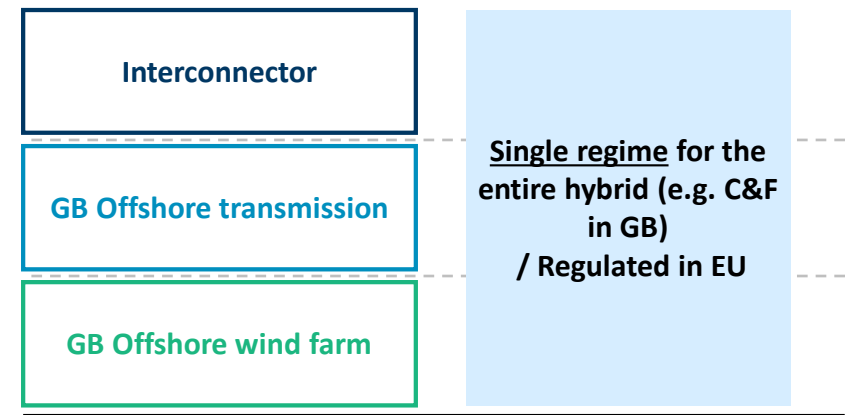 Interconnector
GB Offshore transmission
GB Offshore wind farm
Single regime for the
entire hybrid (e.g. C&F
in GB)
/ Regulated in EU